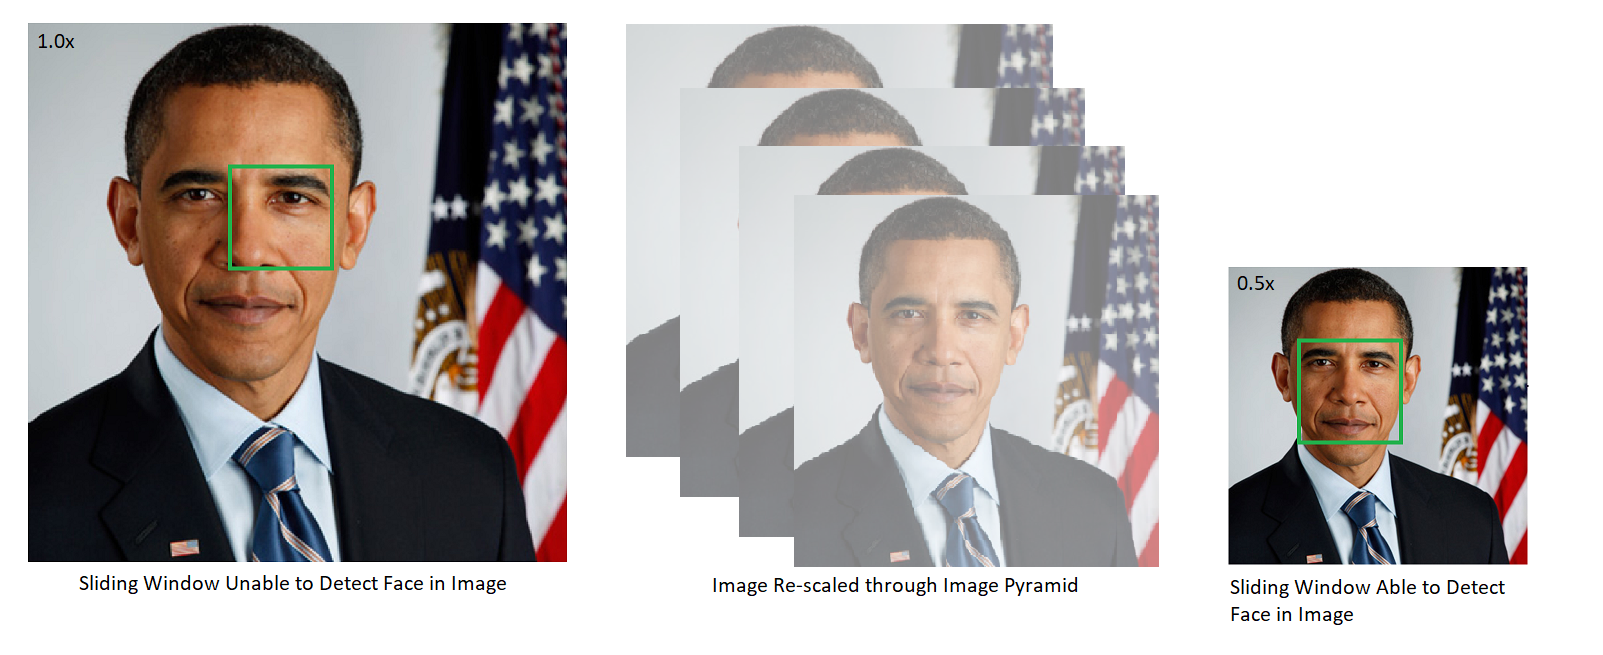 1.0x
Sliding Window Unable to Detect Face in Image
Image Re-scaled through Image Pyramid
0.5x
Sliding Window Able to Detect
Face in Image